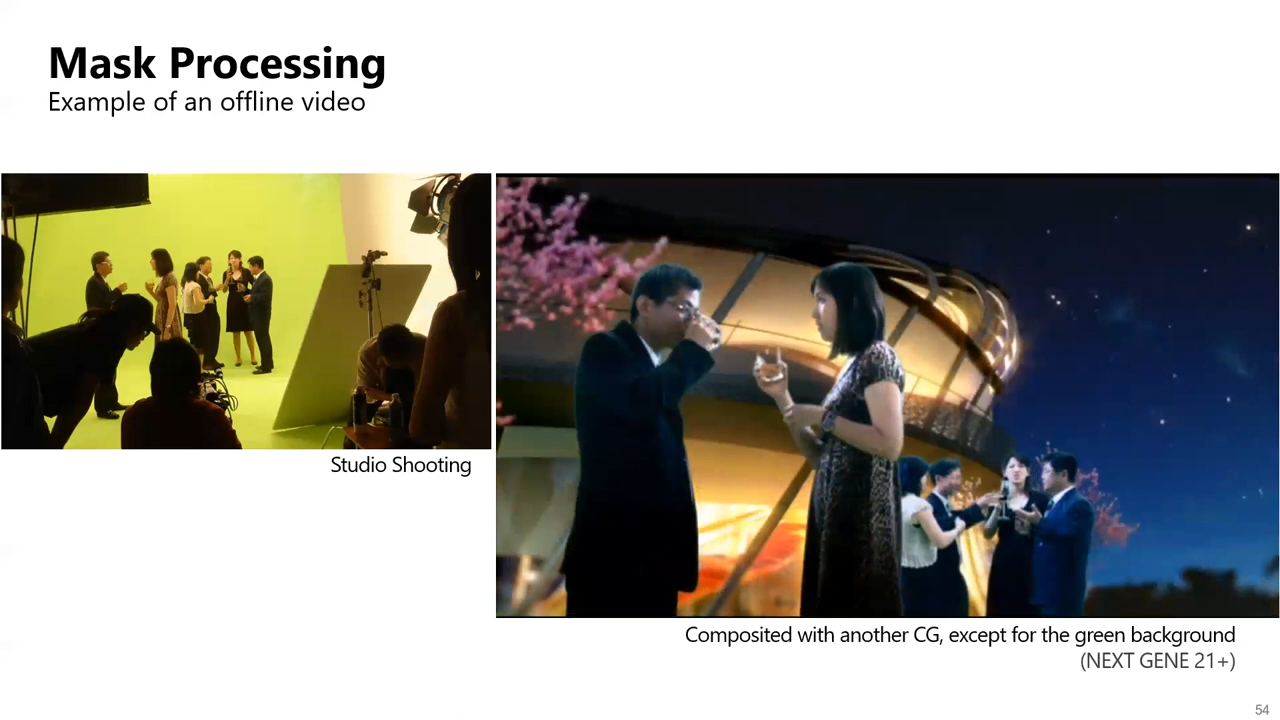 Mask Processing
Example of an offline video
Studio Shooting
Composited with another CG, except for the green background
(NEXT GENE 21+)
54